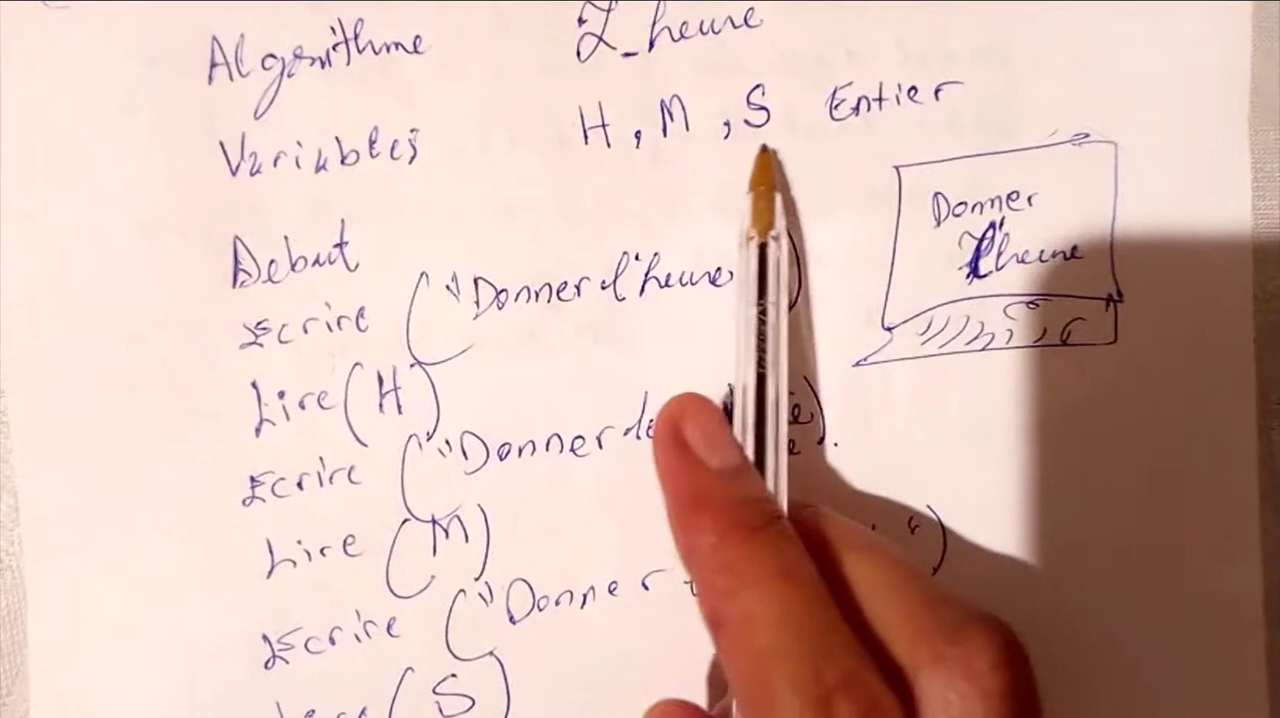 Algorithme L_heure
Variables H, M, S Entier
Debut
Ecrire ("Donner l'heure )
Lire (H)
Ecrire ("Donner
Lire (M)
Ecrire ("Donner
(S)
Donner
l'heure